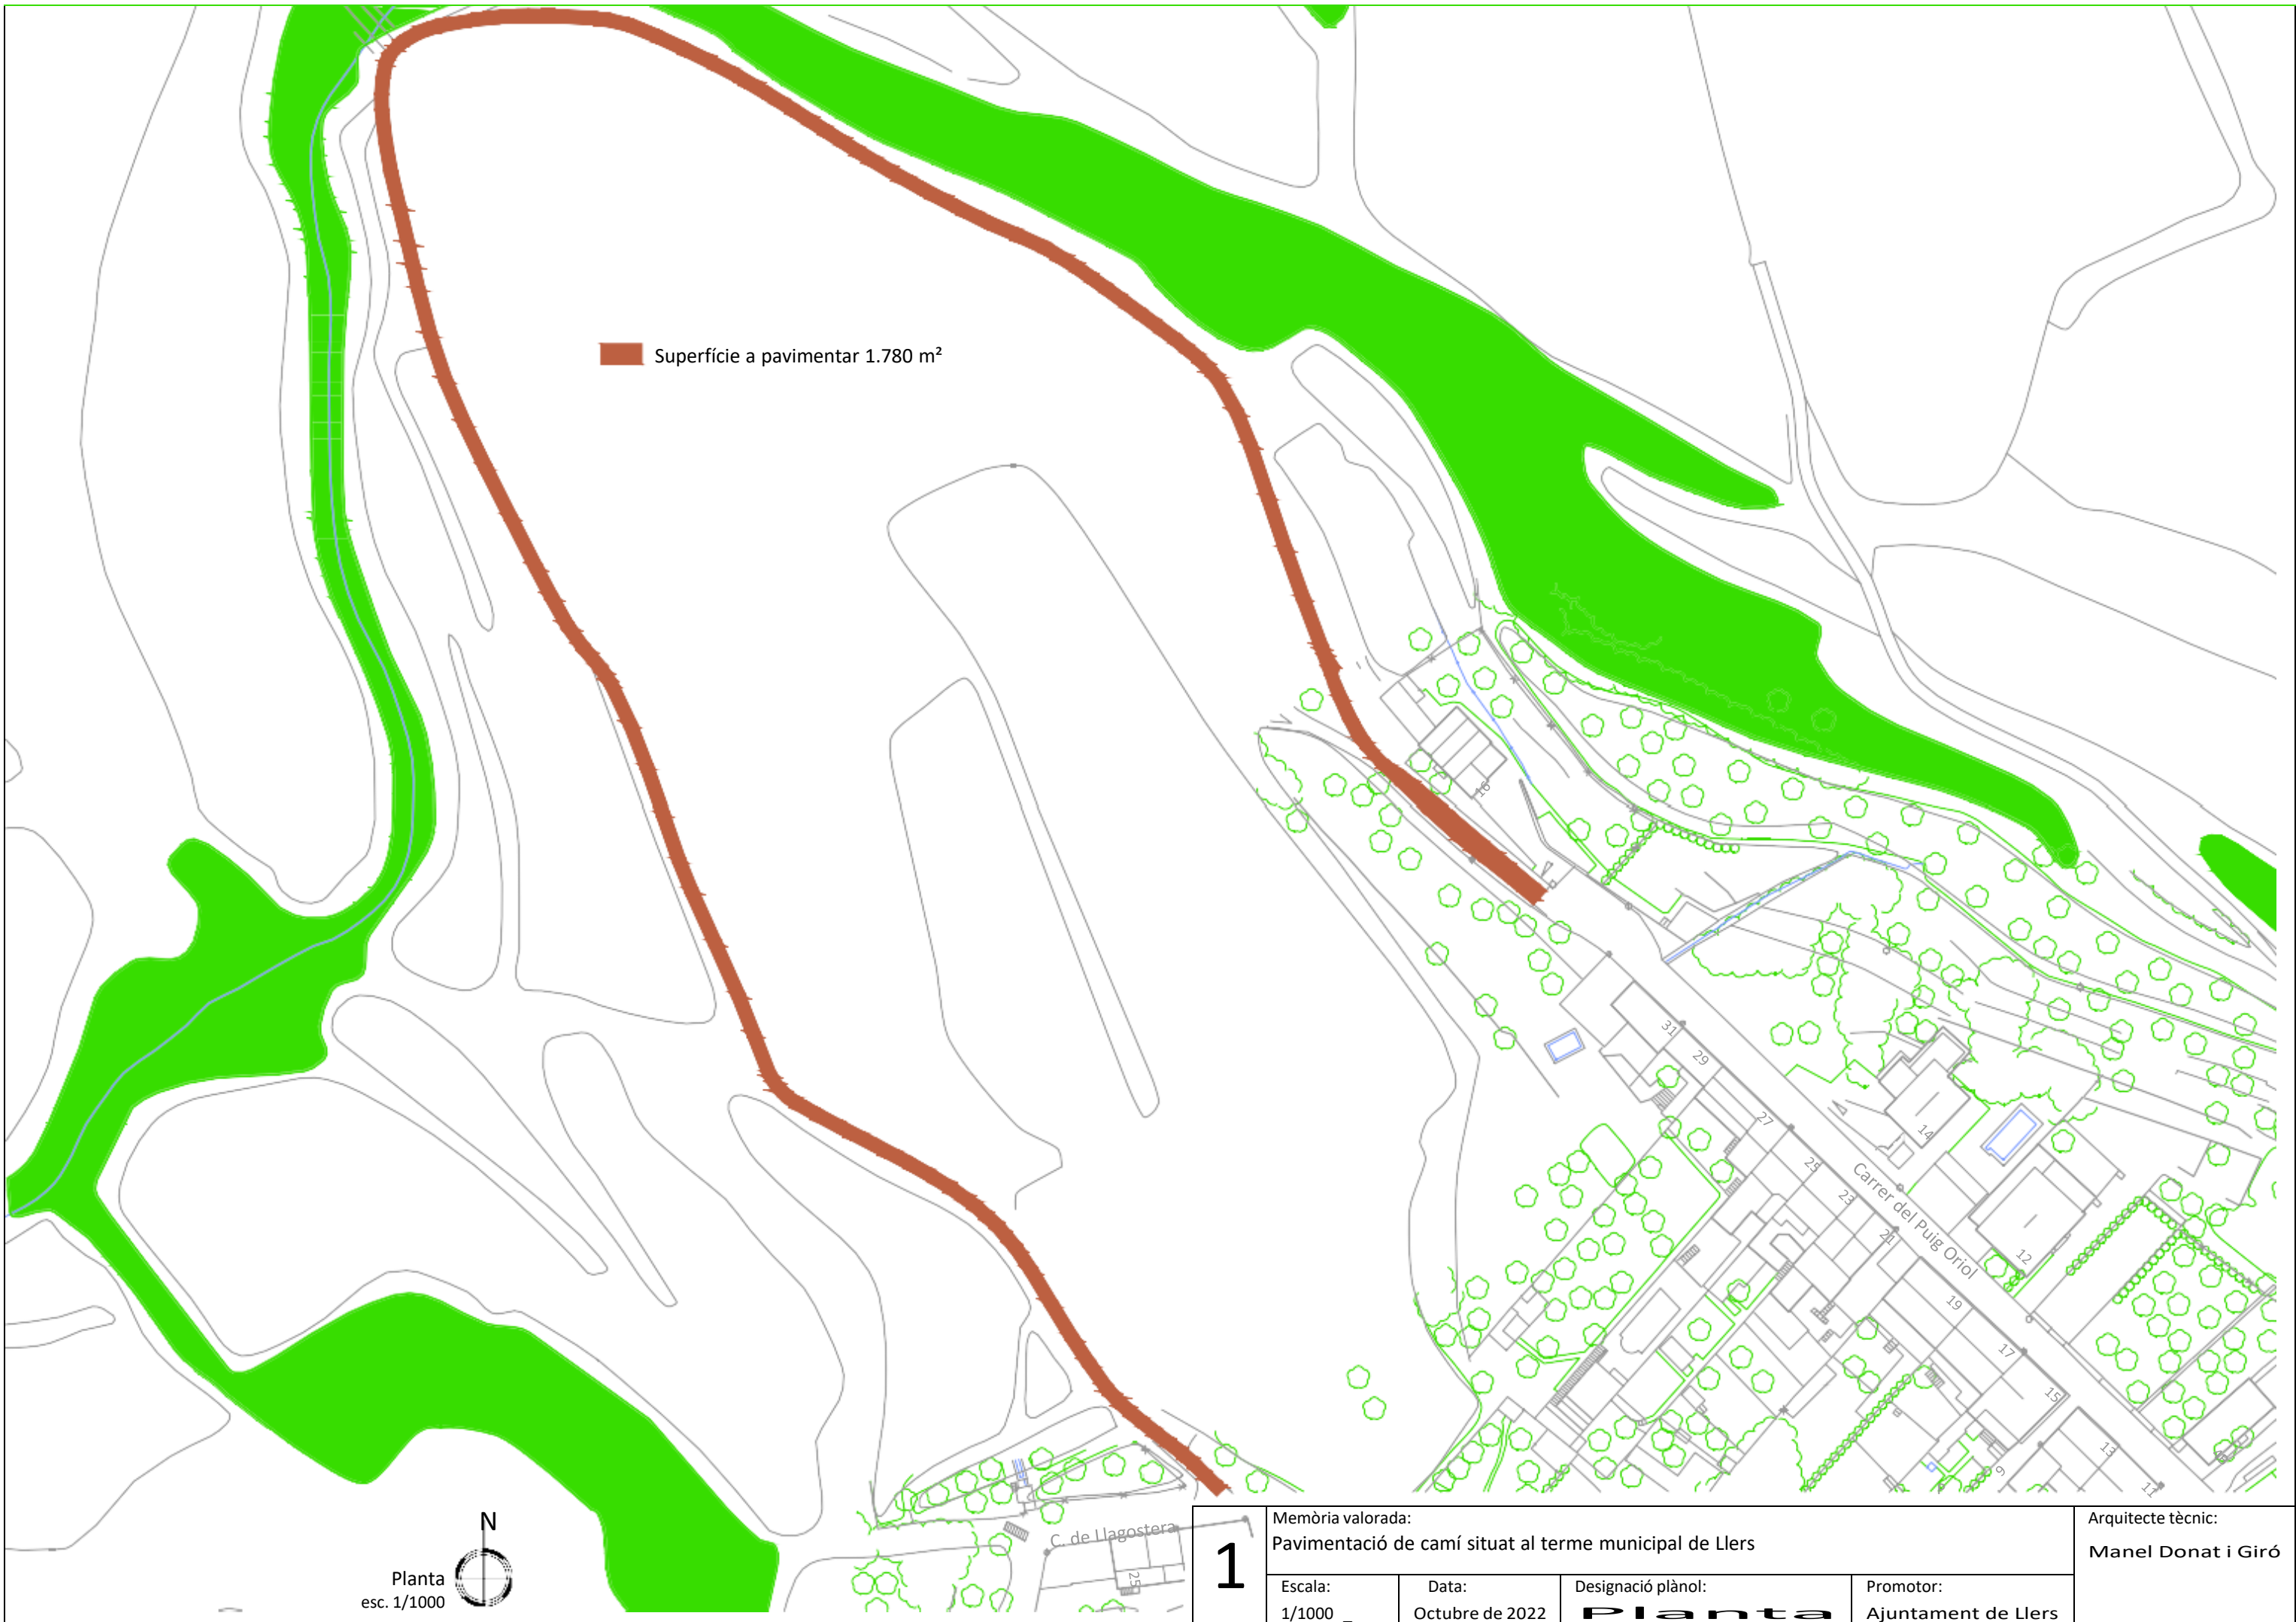 Superfície a pavimentar 1.780 m²
16
31
29
27
25
23
21
19
17
15
13
11
9
14
12
Carrer del Puig Oriol
C. de Llagostera
25
N
Planta
esc. 1/1000
1
Memòria valorada:
Pavimentació de camí situat al terme municipal de Llers
Escala:
1/1000
Data:
Octubre de 2022
Designació plànol:
Planta
Promotor:
Ajuntament de Llers
Arquitecte tècnic:
Manel Donat i Giró